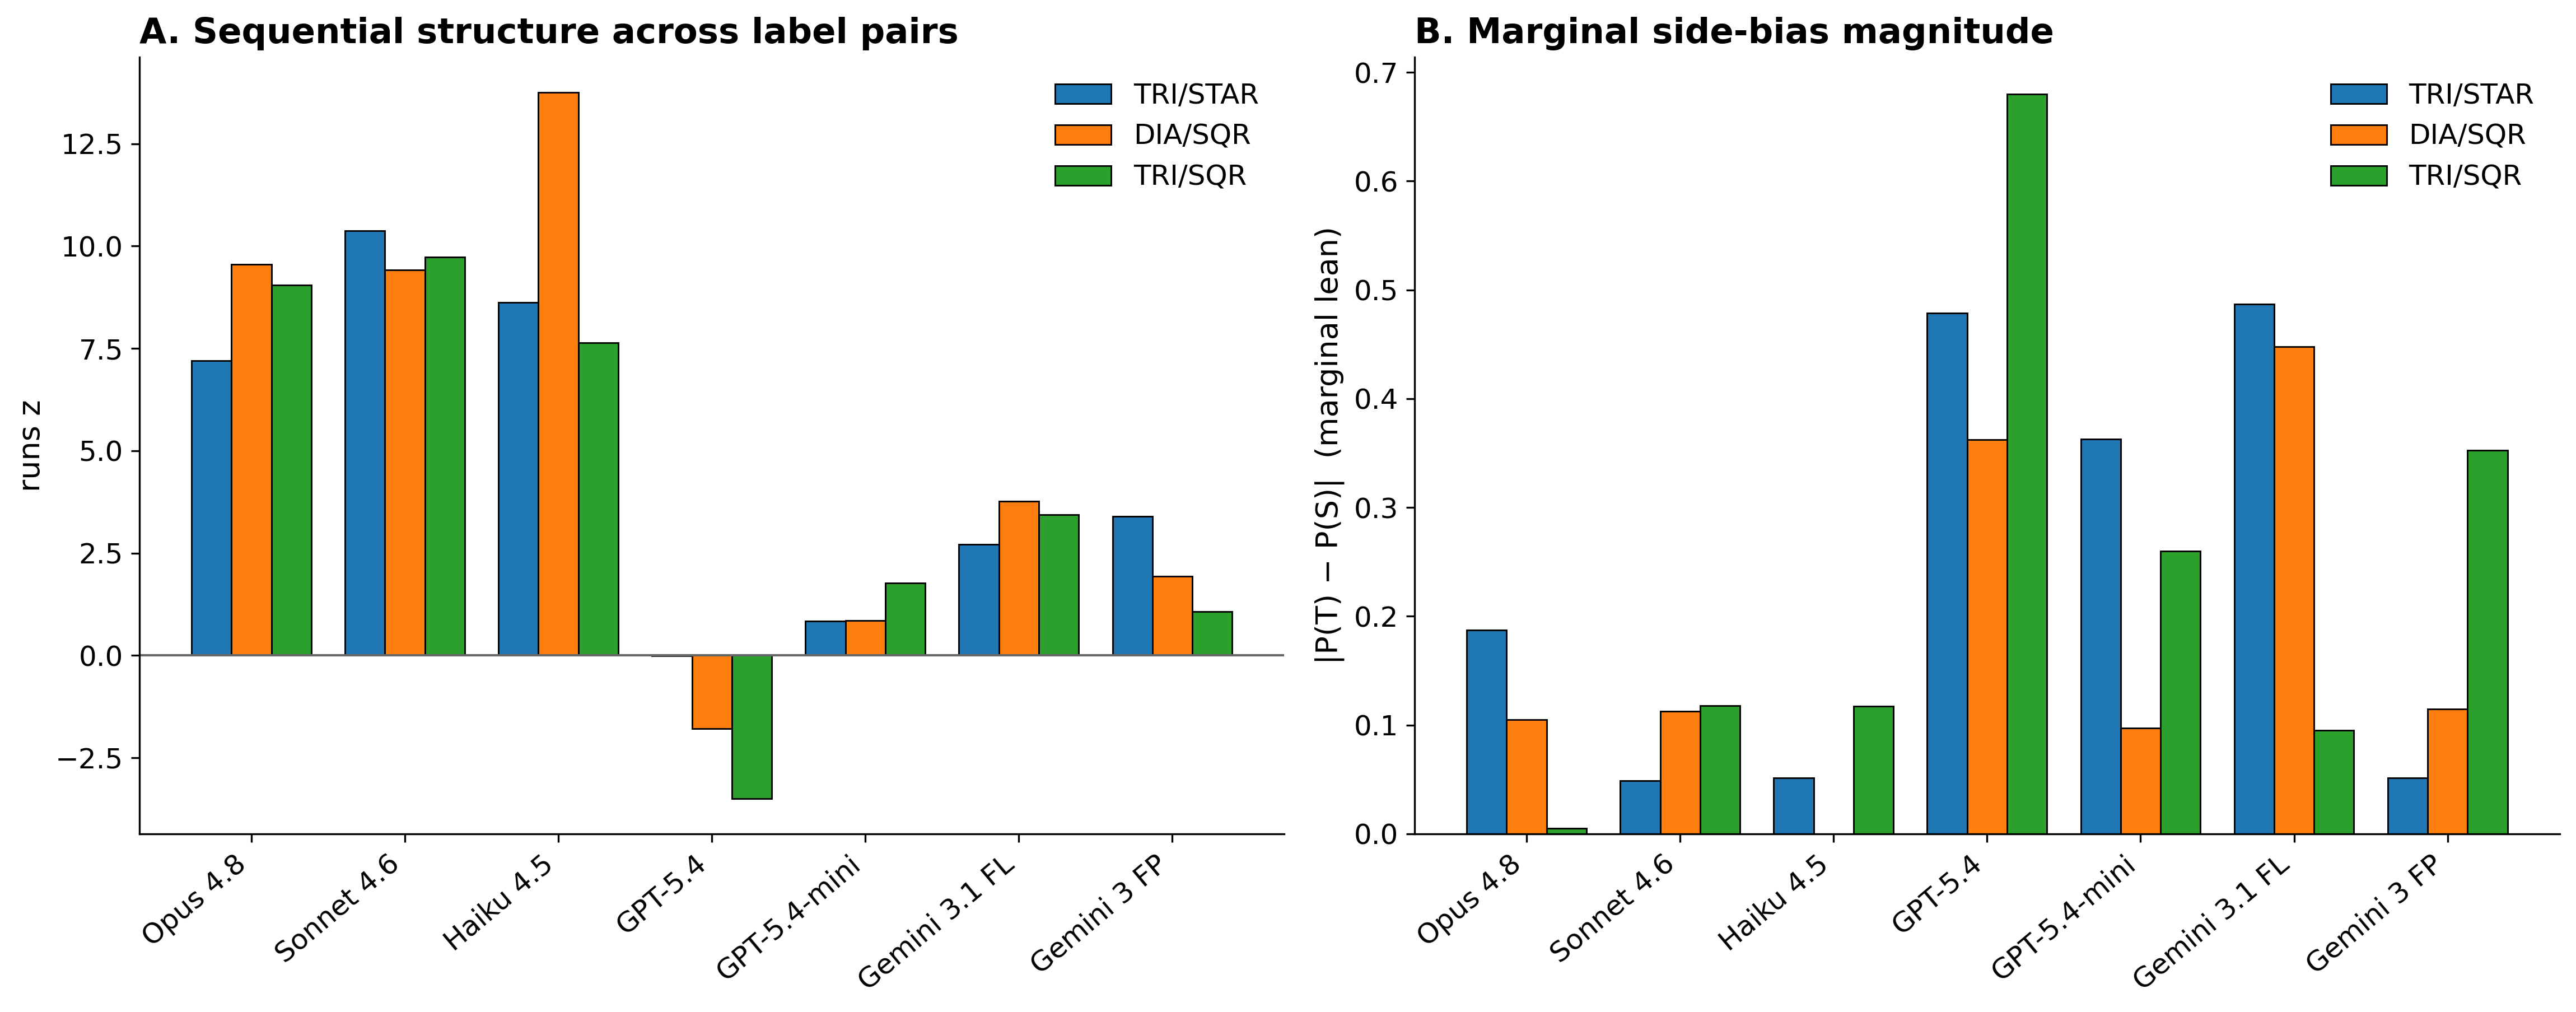 A. Sequential structure across label pairs
runs z
12.5
10.0
7.5
5.0
2.5
0.0
−2.5
TRI/STAR
DIA/SQR
TRI/SQR
Opus 4.8
Sonnet 4.6
Haiku 4.5
GPT-5.4
GPT-5.4-mini
Gemini 3.1 FL
Gemini 3 FP
B. Marginal side-bias magnitude
|P(T) − P(S)| (marginal lean)
0.7
0.6
0.5
0.4
0.3
0.2
0.1
0.0
TRI/STAR
DIA/SQR
TRI/SQR
Opus 4.8
Sonnet 4.6
Haiku 4.5
GPT-5.4
GPT-5.4-mini
Gemini 3.1 FL
Gemini 3 FP